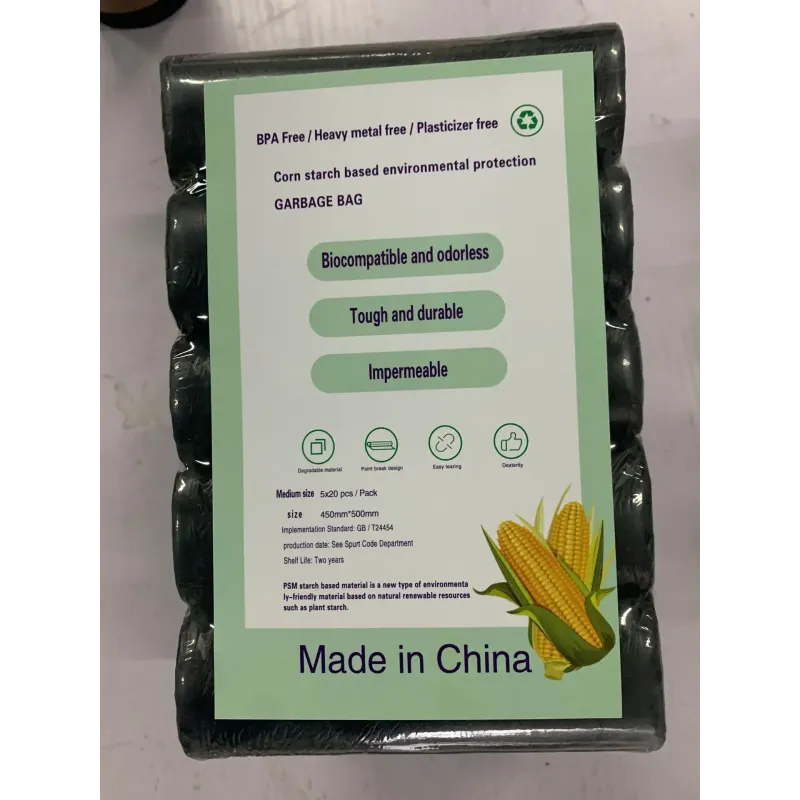 BPA Free / Heavy metal free / Plasticizer free
Corn starch based environmental protection
GARBAGE BAG
Biocompatible and odorless
Tough and durable
Impermeable
Degradable material
Point break design
Easy tearing
Dexterity
Medium size 5x20 pcs / Pack
size 450mm*500mm
Implementation Standard: GB / T24454
production date: See Spurt Code Department
Shelf Life: Two years
PSM starch based material is a new type of environmenta
ly-friendly material based on natural renewable resources
such as plant starch.
Made in China